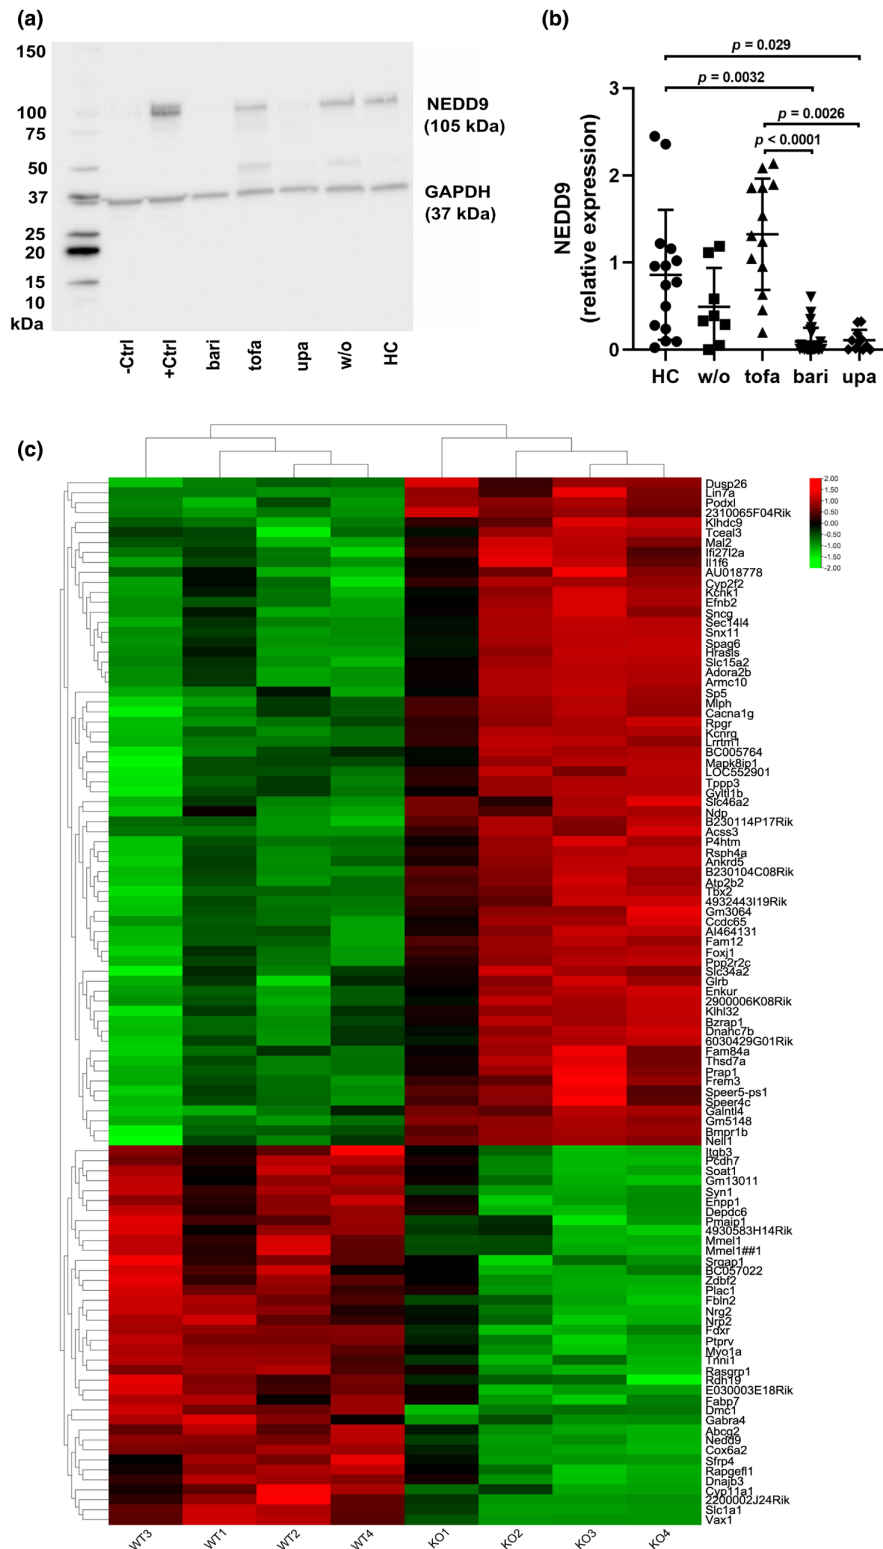 (a)
150
100
75
50
37
25
20
15
10
kDa
NEDD9
(105 kDa)
GAPDH
(37 kDa)
-Ctrl
+Ctrl
bari
tofa
upa
w/o
HC
(b)
p = 0.029
p = 0.0032
p = 0.0026
p < 0.0001
NEDD9
(relative expression)
3
2
1
0
HC
w/o
tofa
bari
upa
(c)
2.00
1.50
1.00
0.50
0.00
-0.50
-1.00
-1.50
-2.00
Dusp26
Lin7a
Podxl
2310065F04Rik
Klhdc9
Tceal3
Mal2
Ifi27l2a
Il1f6
AU018778
Cyp2f2
Kcnk1
Efnb2
Sncg
Sec14l4
Snx11
Spag6
Hrasls
Slc15a2
Adora2b
Armc10
Sp5
Mlph
Cacna1g
Rpgr
Kcnrg
Lrrtm1
BC005764
Mapk8ip1
LOC552901
Tppp3
Gyltl1b
Slc46a2
Ndp
B230114P17Rik
Acss3
P4htm
Rsph4a
Ankrd5
B230104C08Rik
Atp2b2
Tbx2
4932443I19Rik
Gm3064
Ccdc65
AI464131
Fam12
Foxj1
Ppp2r2c
Slc34a2
Glrb
Enkur
2900006K08Rik
Klhl32
Bzrap1
Dnahc7b
6030429G01Rik
Fam84a
Thsd7a
Prap1
Frem3
Speer5-ps1
Speer4c
Galntl4
Gm5148
Bmpr1b
Nell1
Itgb3
Pcdh7
Soat1
Gm13011
Syn1
Enpp1
Depdc6
Pmaip1
4930583H14Rik
Mmel1
Mmel1##1
Srgap1
BC057022
Zdbf2
Plac1
Fbln2
Nrg2
Nrp2
Fdxr
Ptprv
Myo1a
Tnni1
Rasgrp1
Rdh19
E030003E18Rik
Fabp7
Dmc1
Gabra4
Abcg2
Nedd9
Cox6a2
Sfrp4
Rapgefl1
Dnajb3
Cyp11a1
2200002J24Rik
Slc1a1
Vax1
WT3
WT1
WT2
WT4
KO1
KO2
KO3
KO4